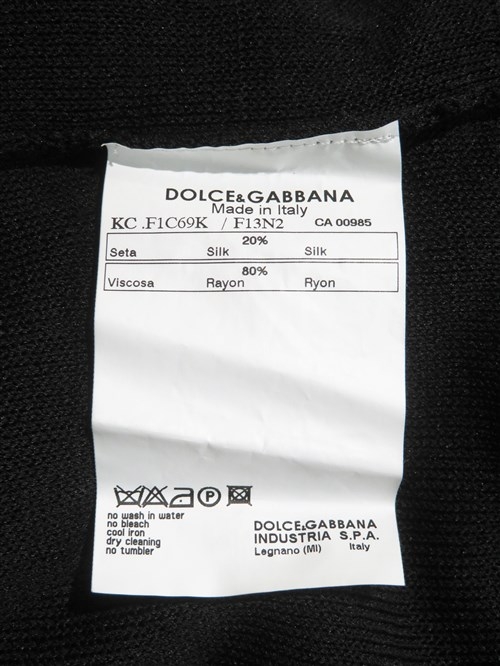 DOLCE&GABBANA
Made in Italy
KC .F1C69K / F13N2 CA 00985
20%
Seta Silk Silk
80%
Viscosa Rayon Ryon
P
no wash in water
no bleach
cool iron
dry cleaning
no tumbler
DOLCE&GABBANA
INDUSTRIA S.P.A.
Legnano (MI) Italy